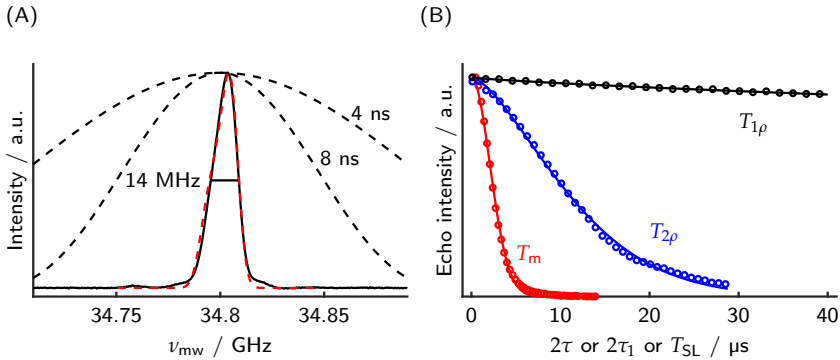 (A)
(B)
Intensity / a.u.
4 ns
8 ns
14 MHz
34.75
34.8
34.85
νmw / GHz
Echo intensity / a.u.
T1ρ
T2ρ
Tm
0
10
20
30
40
2τ or 2τ1 or TSL / μs